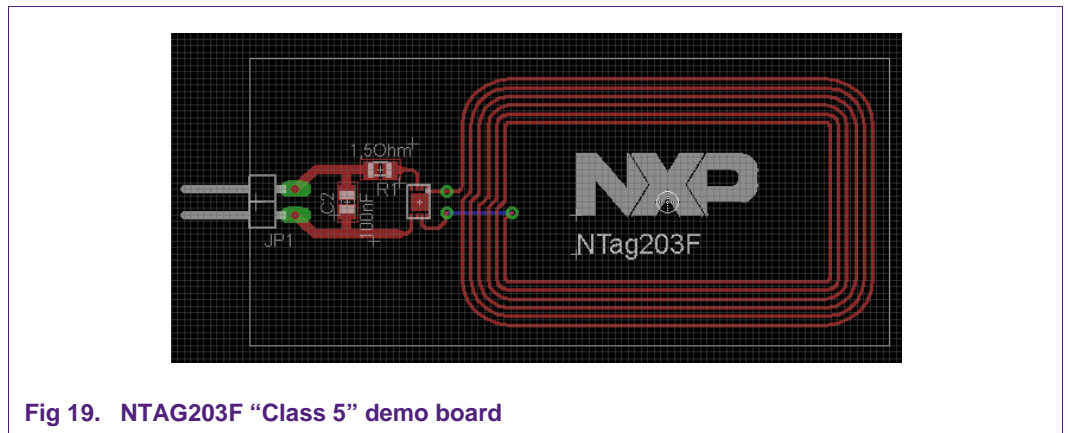 1,5Ohm
R1
C2
100nF
JP1
NXP
NTag203F
Fig 19. NTAG203F “Class 5” demo board